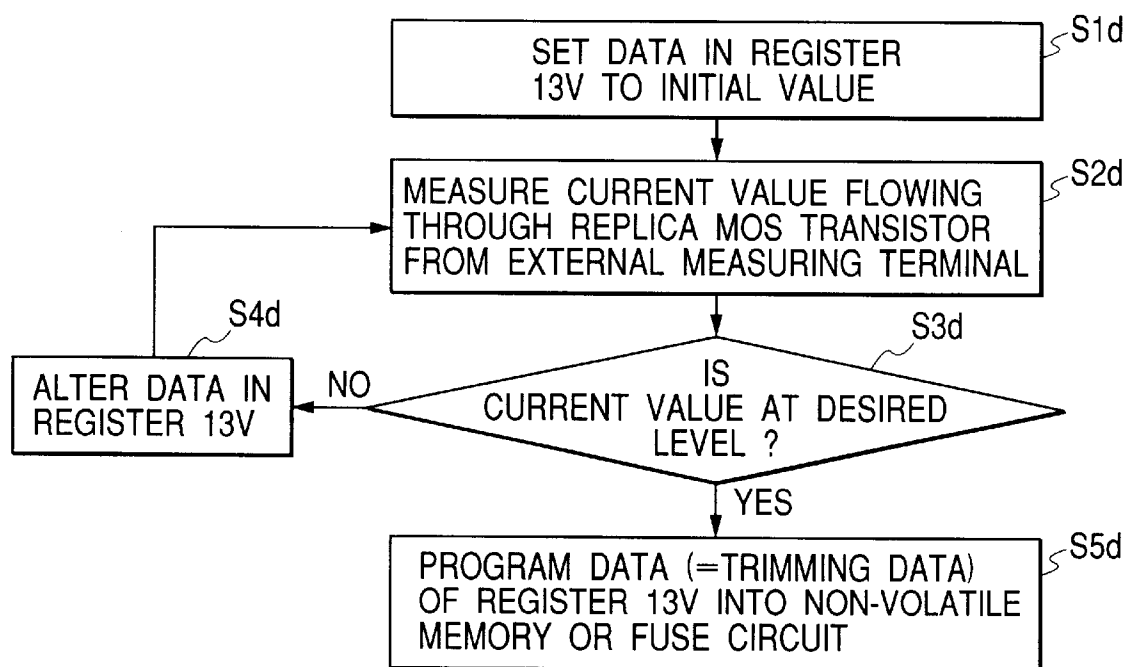 S1d
SET DATA IN REGISTER
13V TO INITIAL VALUE
S2d
MEASURE CURRENT VALUE FLOWING
THROUGH REPLICA MOS TRANSISTOR
FROM EXTERNAL MEASURING TERMINAL
S4d
ALTER DATA IN
REGISTER 13V
NO
S3d
IS
CURRENT VALUE AT DESIRED
LEVEL ?
YES
S5d
PROGRAM DATA (=TRIMMING DATA)
OF REGISTER 13V INTO NON-VOLATILE
MEMORY OR FUSE CIRCUIT